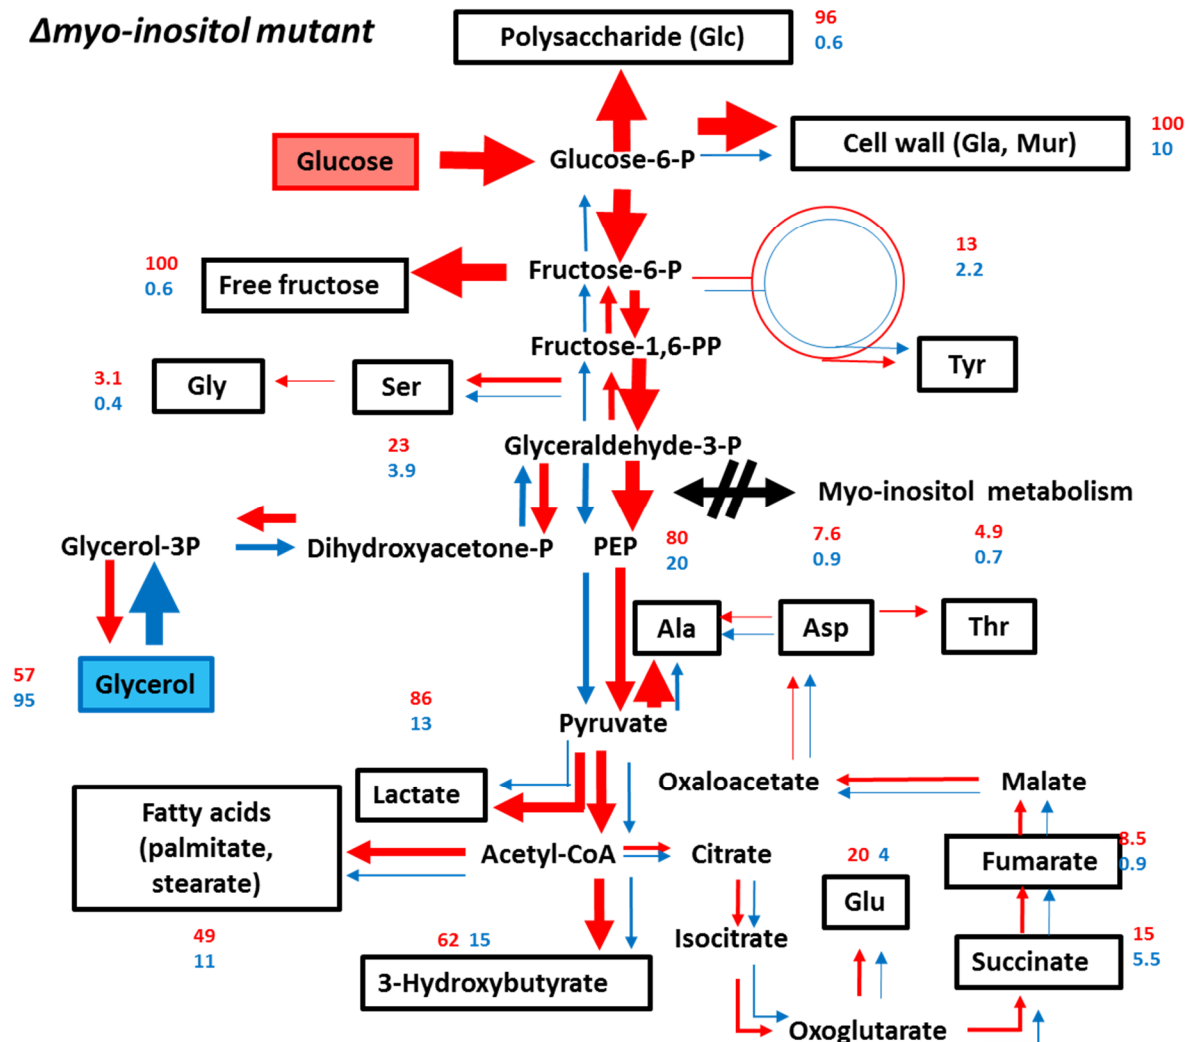 Δmyo-inositol mutant
Polysaccharide (Glc)
96
0.6
Glucose
Glucose-6-P
Cell wall (Gla, Mur)
100
10
100
0.6
Free fructose
Fructose-6-P
13
2.2
Fructose-1,6-PP
Tyr
3.1
0.4
Gly
Ser
23
3.9
Glyceraldehyde-3-P
Myo-inositol metabolism
Glycerol-3P
Dihydroxyacetone-P
PEP
80
20
7.6
0.9
4.9
0.7
Ala
Asp
Thr
57
95
Glycerol
86
13
Pyruvate
Lactate
Oxaloacetate
Malate
Fatty acids
(palmitate,
stearate)
49
11
Acetyl-CoA
Citrate
20 4
Glu
Fumarate
8.5
0.9
Isocitrate
62 15
3-Hydroxybutyrate
Succinate
15
5.5
Oxoglutarate